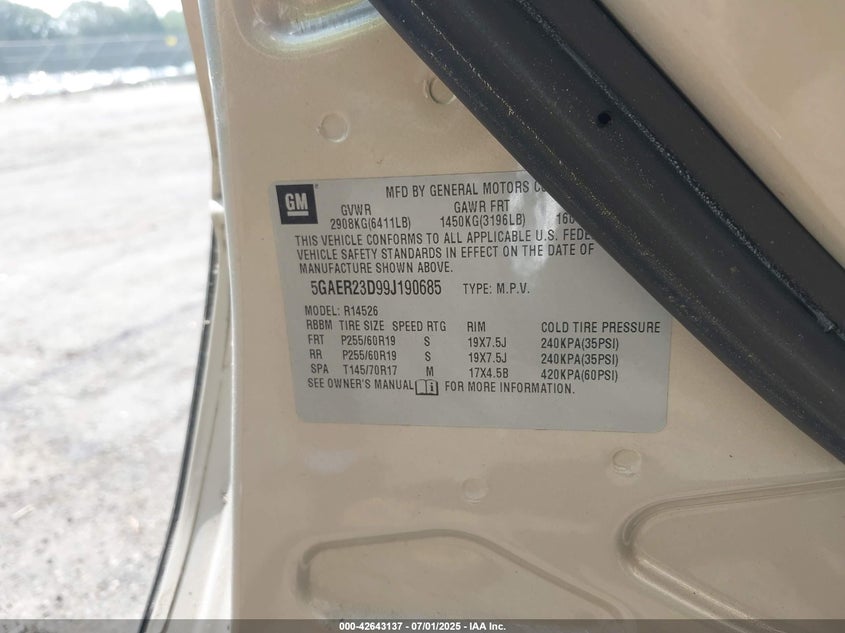 GM
MFD BY GENERAL MOTORS
GVWR GAWR FRT
2908KG(6411LB) 1450KG(3196LB)
THIS VEHICLE CONFORMS TO ALL APPLICABLE U.S.
VEHICLE SAFETY STANDARDS IN EFFECT ON THE DATE OF
MANUFACTURE SHOWN ABOVE.
5GAER23D99J190685 TYPE: M.P.V.
MODEL: R14526
RBBM TIRE SIZE SPEED RTG RIM COLD TIRE PRESSURE
FRT P255/60R19 S 19X7.5J 240KPA(35PSI)
RR P255/60R19 S 19X7.5J 240KPA(35PSI)
SPA T145/70R17 M 17X4.5B 420KPA(60PSI)
SEE OWNER'S MANUAL FOR MORE INFORMATION.
000-42643137 - 07/01/2025 - IAA Inc.